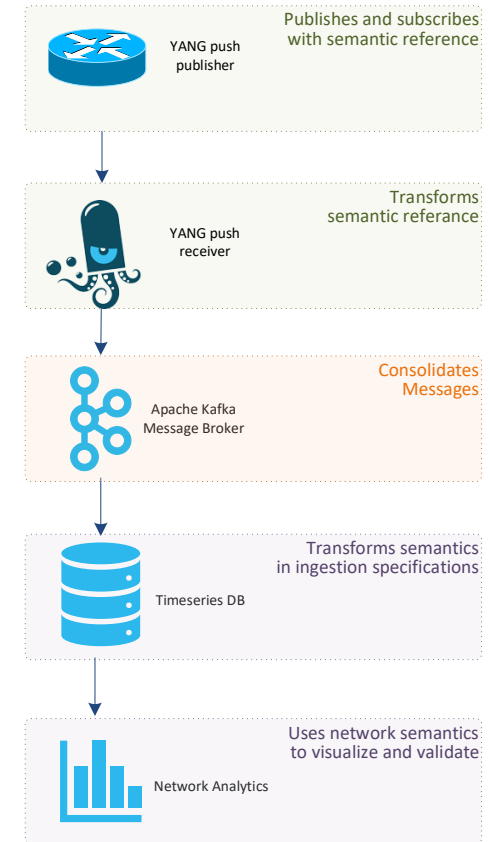 Publishes and subscribes
with semantic reference
YANG push
publisher
Transforms
semantic referance
YANG push
receiver
Consolidates
Messages
Apache Kafka
Message Broker
Transforms semantics
in ingestion specifications
Timeseries DB
Uses network semantics
to visualize and validate
Network Analytics